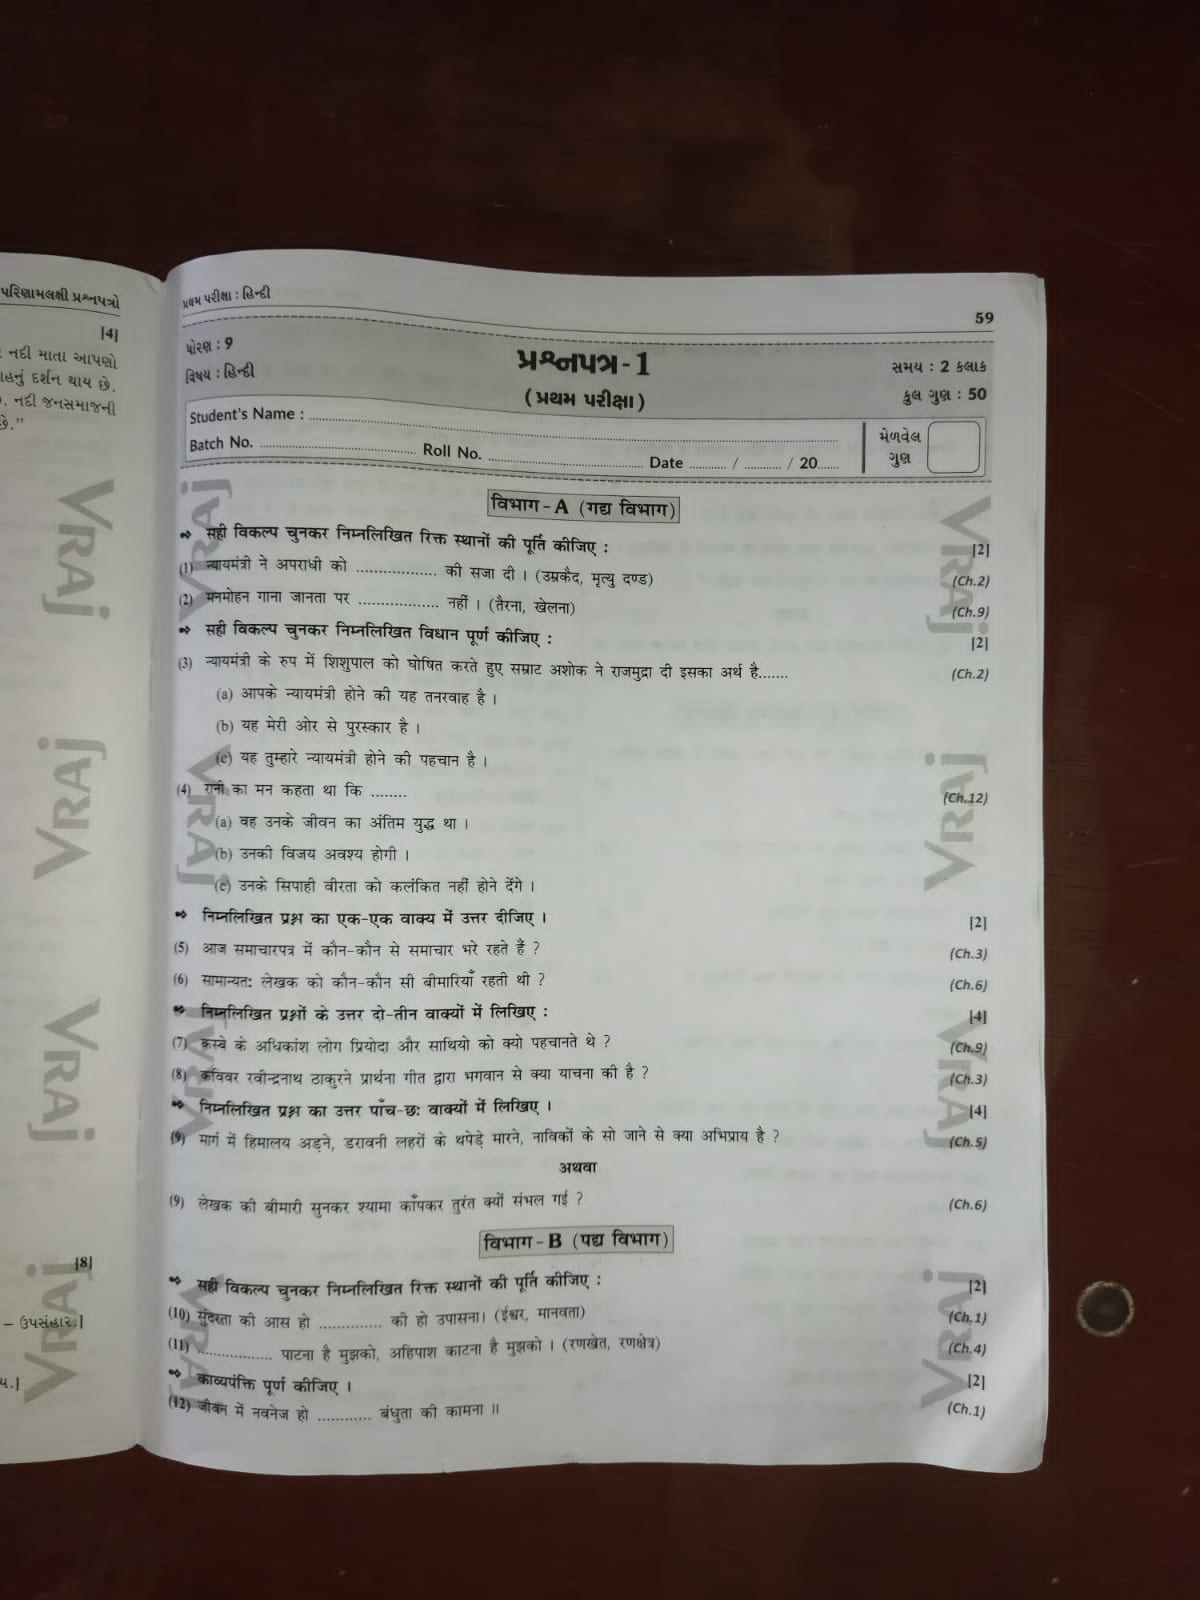 પરિણામલક્ષી પ્રશ્નપત્રો
[4]
નદી માતા આપણો
નું દર્શન થાય છે.
નદી જનસમાજની
છે.”
VRAJ
VRAJ
VRAJ
[8]
– ઉપસંહાર.]
VRAJ
પ્રથમ પરીક્ષા : હિન્દી
59
ધોરણ : 9
વિષય : હિન્દી
પ્રશ્નપત્ર-1
(પ્રથમ પરીક્ષા)
સમય : 2 કલાક
કુલ ગુણ : 50
Student's Name : ..........
Batch No. .......... Roll No. .......... Date .......... / .......... / 20......
મેળવેલ
ગુણ
विभाग - A (गद्य विभाग)
➾ सही विकल्प चुनकर निम्नलिखित रिक्त स्थानों की पूर्ति कीजिए : [2]
(1) न्यायमंत्री ने अपराधी को ................. की सजा दी । (उम्रकैद, मृत्यु दण्ड) (Ch.2)
(2) मनमोहन गाना जानता पर ................. नहीं । (तैरना, खेलना) (Ch.9)
➾ सही विकल्प चुनकर निम्नलिखित विधान पूर्ण कीजिए : [2]
(3) न्यायमंत्री के रुप में शिशुपाल को घोषित करते हुए सम्राट अशोक ने राजमुद्रा दी इसका अर्थ है....... (Ch.2)
(a) आपके न्यायमंत्री होने की यह तनरवाह है ।
(b) यह मेरी ओर से पुरस्कार है ।
(c) यह तुम्हारे न्यायमंत्री होने की पहचान है ।
(4) रानी का मन कहता था कि ........ (Ch.12)
(a) वह उनके जीवन का अंतिम युद्ध था ।
(b) उनकी विजय अवश्य होगी ।
(c) उनके सिपाही वीरता को कलंकित नहीं होने देंगे ।
➾ निम्नलिखित प्रश्न का एक-एक वाक्य में उत्तर दीजिए । [2]
(5) आज समाचारपत्र में कौन-कौन से समाचार भरे रहते हैं ? (Ch.3)
(6) सामान्यतः लेखक को कौन-कौन सी बीमारियाँ रहती थी ? (Ch.6)
➾ निम्नलिखित प्रश्नों के उत्तर दो-तीन वाक्यों में लिखिए : [4]
(7) कस्बे के अधिकांश लोग प्रियोदा और साथियो को क्यो पहचानते थे ? (Ch.9)
(8) कविवर रवीन्द्रनाथ ठाकुरने प्रार्थना गीत द्वारा भगवान से क्या याचना की है ? (Ch.3)
➾ निम्नलिखित प्रश्न का उत्तर पाँच-छः वाक्यों में लिखिए । [4]
(9) मार्ग में हिमालय अड़ने, डरावनी लहरों के थपेड़े मारने, नाविकों के सो जाने से क्या अभिप्राय है ? (Ch.5)
अथवा
(9) लेखक की बीमारी सुनकर श्यामा काँपकर तुरंत क्यों संभल गई ? (Ch.6)
विभाग - B (पद्य विभाग)
➾ सही विकल्प चुनकर निम्नलिखित रिक्त स्थानों की पूर्ति कीजिए : [2]
(10) सुंदरता की आस हो ............. की हो उपासना। (ईश्वर, मानवता) (Ch.1)
(11) ............... पाटना है मुझको, अहिपाश काटना है मुझको । (रणखेत, रणक्षेत्र) (Ch.4)
➾ काव्यपंक्ति पूर्ण कीजिए । [2]
(12) जीवन में नवनेज हो ............ बंधुता की कामना ॥ (Ch.1)
VRAJ
VRAJ
VRAJ
VRAJ
VRAJ
VRAJ
VRAJ
VRAJ